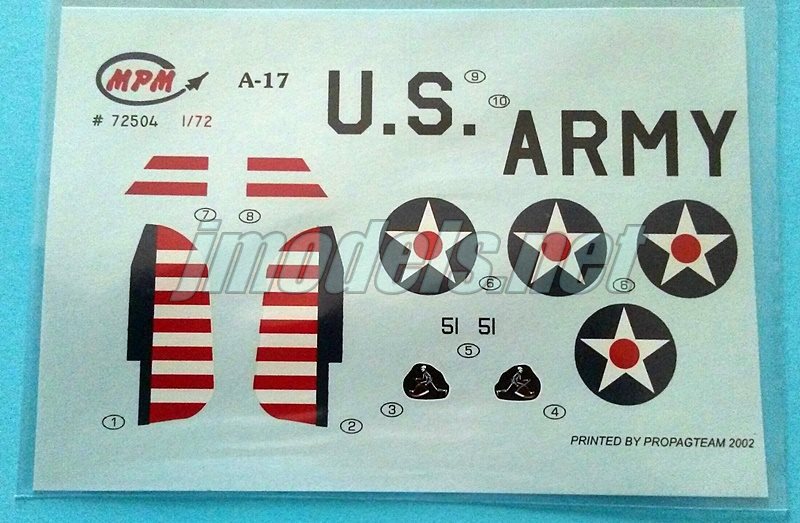 MPM
A-17
# 72504 1/72
U.S. 9
10
ARMY
7 8
jmodels.net
6 6
51 51
5
3 4
1 2
PRINTED BY PROPAGTEAM 2002